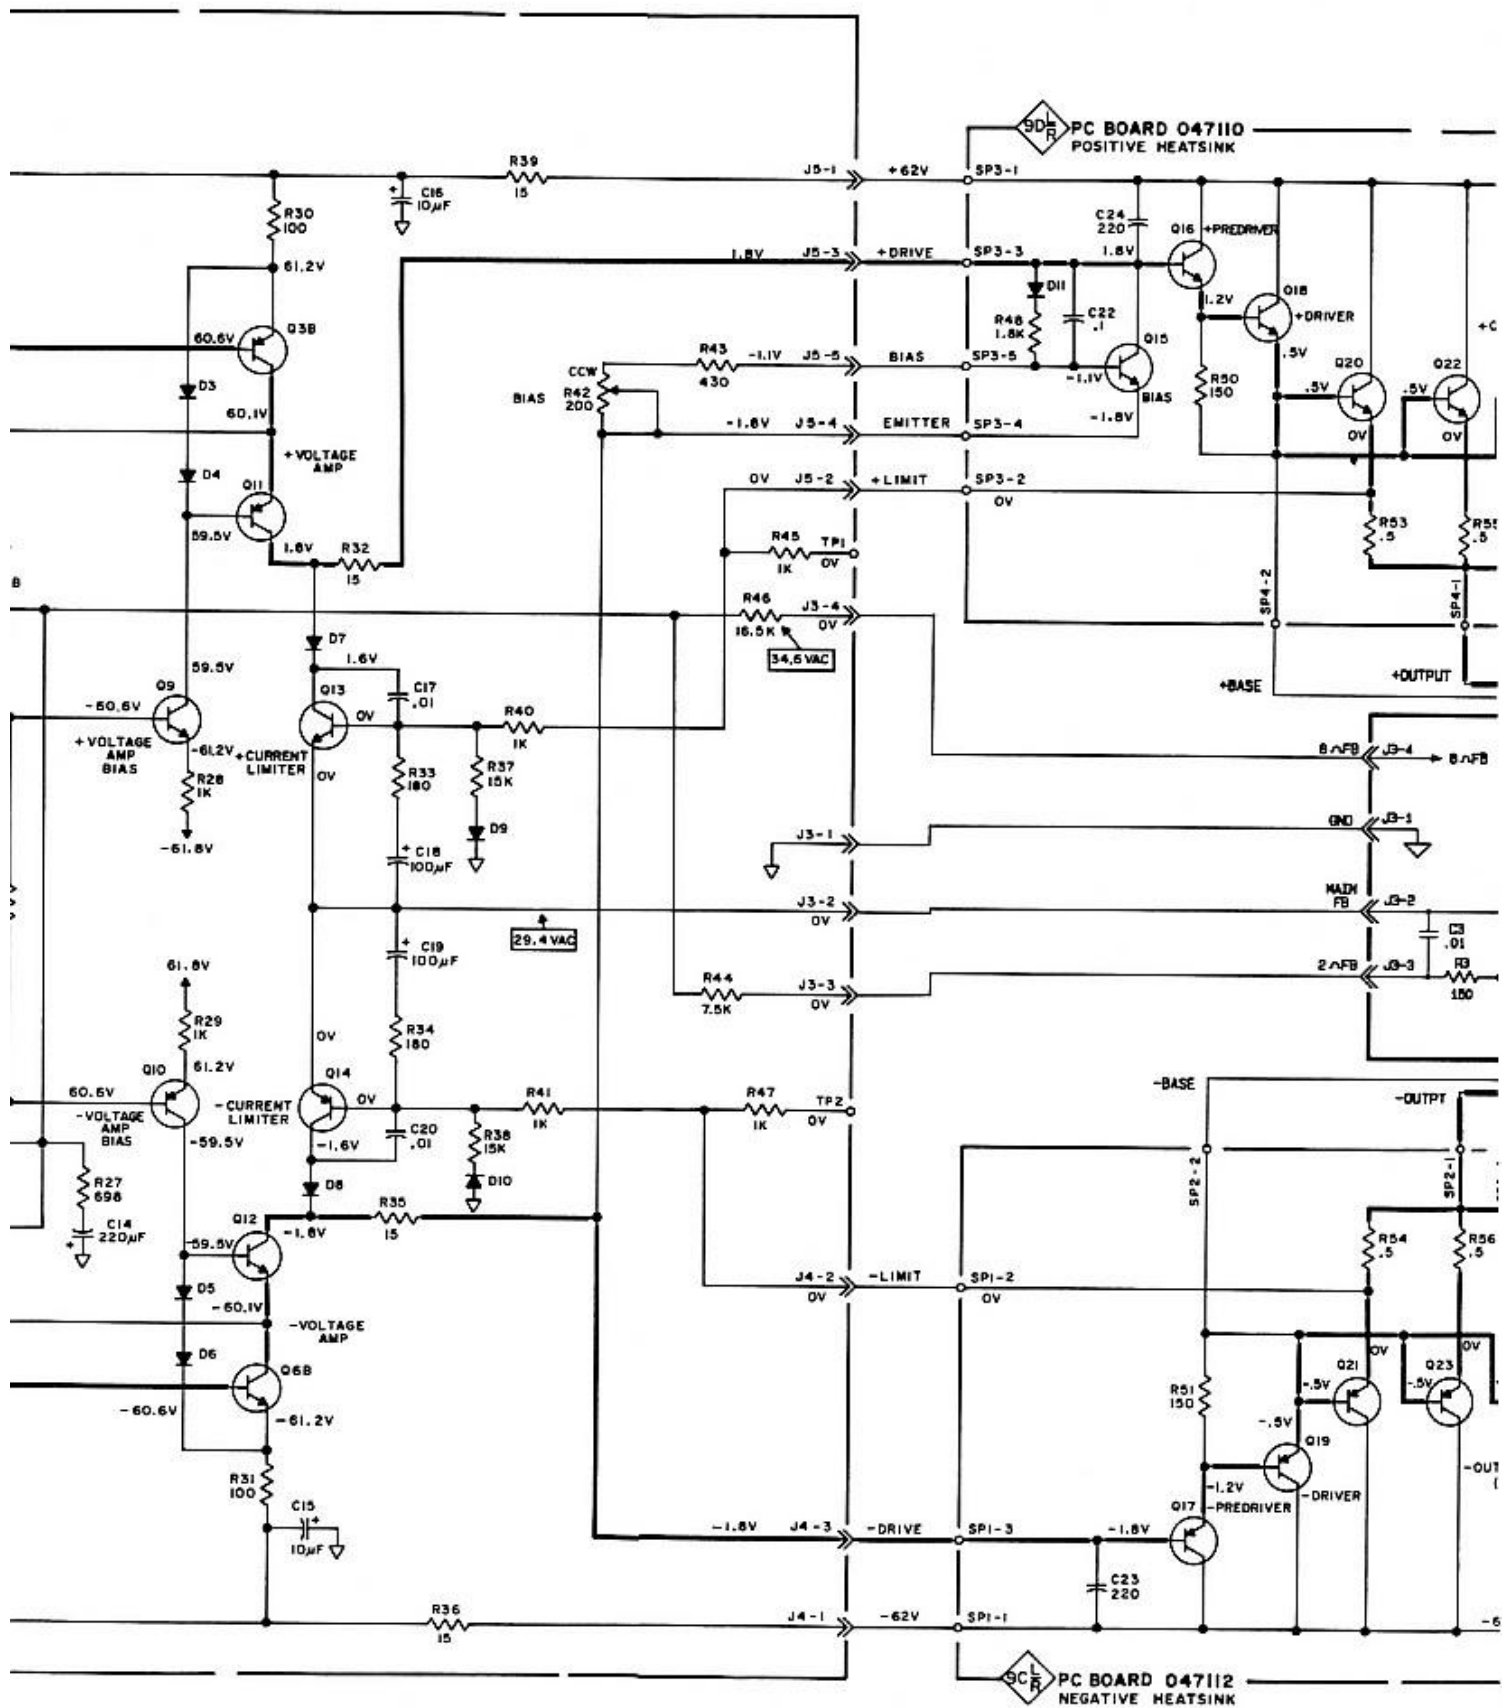 9D L/R PC BOARD 047110
POSITIVE HEATSINK
R39
15
J5-1
+62V
SP3-1
C16
10µF
+
R30
100
C24
220
Q16
+PREDRIVER
1.8V
J5-3
+DRIVE
SP3-3
1.8V
61.2V
D11
Q18
1.2V
+DRIVER
Q3B
60.6V
R48
1.8K
C22
.1
Q15
.5V
R43
430
-1.1V
J5-5
BIAS
SP3-5
-1.1V
BIAS
Q20
Q22
CCW
BIAS
R42
200
R50
150
.5V
.5V
D3
60.1V
-1.8V
J5-4
EMITTER
SP3-4
-1.8V
0V
0V
+VOLTAGE
AMP
D4
Q11
0V
J5-2
+LIMIT
SP3-2
0V
59.5V
1.8V
R32
15
R45
1K
TP1
0V
R53
.5
R55
.5
B
SP4-2
SP4-1
R46
16.5K
J3-4
0V
34.6 VAC
D7
59.5V
1.6V
+BASE
+OUTPUT
Q9
-60.6V
Q13
C17
.01
0V
R40
1K
+VOLTAGE
AMP
BIAS
-61.2V
+CURRENT
LIMITER
0V
R28
1K
R33
180
R37
15K
8ΩFB
J3-4
8ΩFB
D9
-61.8V
+
C18
100µF
J3-1
GND
J3-1
MAIN
FB
J3-2
0V
J3-2
29.4 VAC
+
C19
100µF
C3
.01
61.8V
R44
7.5K
J3-3
0V
2ΩFB
J3-3
R3
150
R29
1K
R34
180
0V
61.2V
Q10
Q14
60.6V
0V
R41
1K
R47
1K
TP2
0V
-BASE
-OUTPT
-VOLTAGE
AMP
BIAS
-CURRENT
LIMITER
-59.5V
-1.6V
C20
.01
R38
15K
D10
SP2-2
SP2-1
R27
698
D8
R35
15
C14
220µF
+
Q12
-1.8V
-59.5V
R54
.5
R56
.5
D5
-60.1V
J4-2
0V
-LIMIT
SP1-2
0V
-VOLTAGE
AMP
D6
Q6B
0V
0V
Q21
Q23
-.5V
-.5V
R51
150
-60.6V
-61.2V
-.5V
Q19
R31
100
-1.2V
-DRIVER
C15
10µF
+
Q17
-PREDRIVER
-1.8V
J4-3
-DRIVE
SP1-3
-1.8V
C23
220
R36
15
J4-1
-62V
SP1-1
9C L/R PC BOARD 047112
NEGATIVE HEATSINK